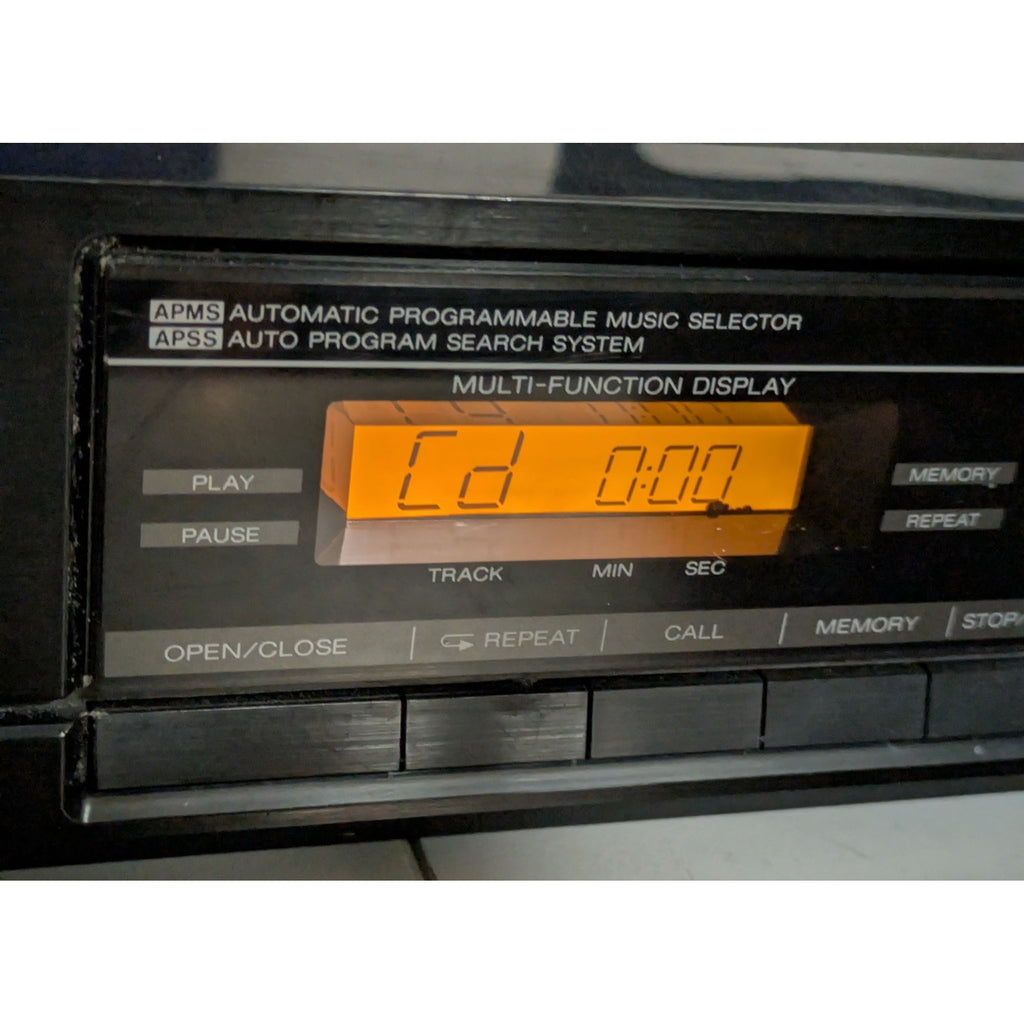 APMS AUTOMATIC PROGRAMMABLE MUSIC SELECTOR
APSS AUTO PROGRAM SEARCH SYSTEM
MULTI-FUNCTION DISPLAY
Cd 0:00
PLAY
MEMORY
PAUSE
REPEAT
TRACK MIN SEC
OPEN/CLOSE REPEAT CALL MEMORY STOP/